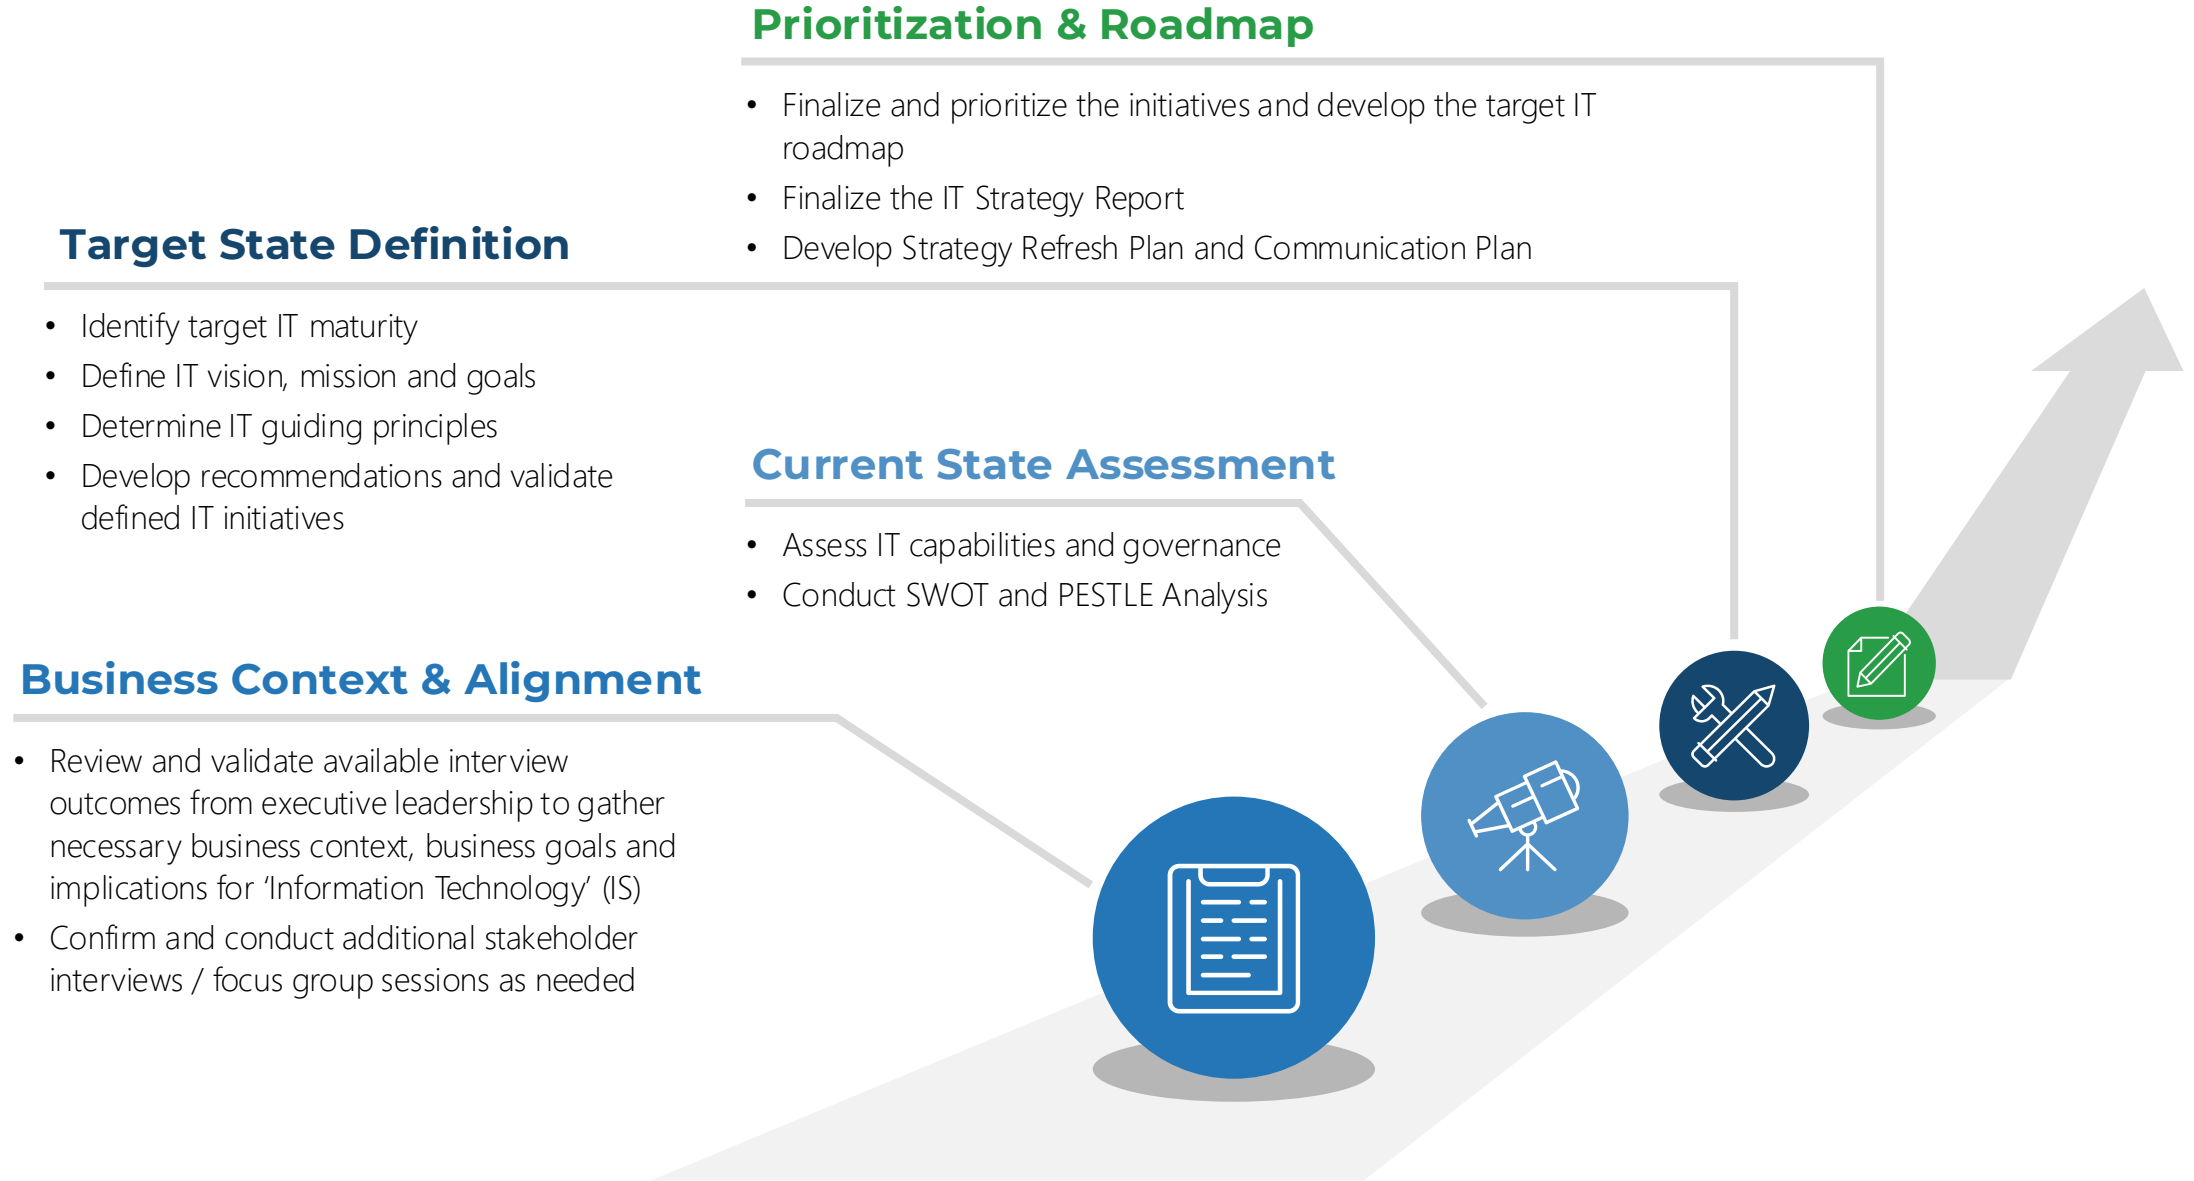 Prioritization & Roadmap
• Finalize and prioritize the initiatives and develop the target IT
roadmap
• Finalize the IT Strategy Report
• Develop Strategy Refresh Plan and Communication Plan
Target State Definition
• Identify target IT maturity
• Define IT vision, mission and goals
• Determine IT guiding principles
• Develop recommendations and validate
defined IT initiatives
Current State Assessment
• Assess IT capabilities and governance
• Conduct SWOT and PESTLE Analysis
Business Context & Alignment
• Review and validate available interview
outcomes from executive leadership to gather
necessary business context, business goals and
implications for ‘Information Technology’ (IS)
• Confirm and conduct additional stakeholder
interviews / focus group sessions as needed